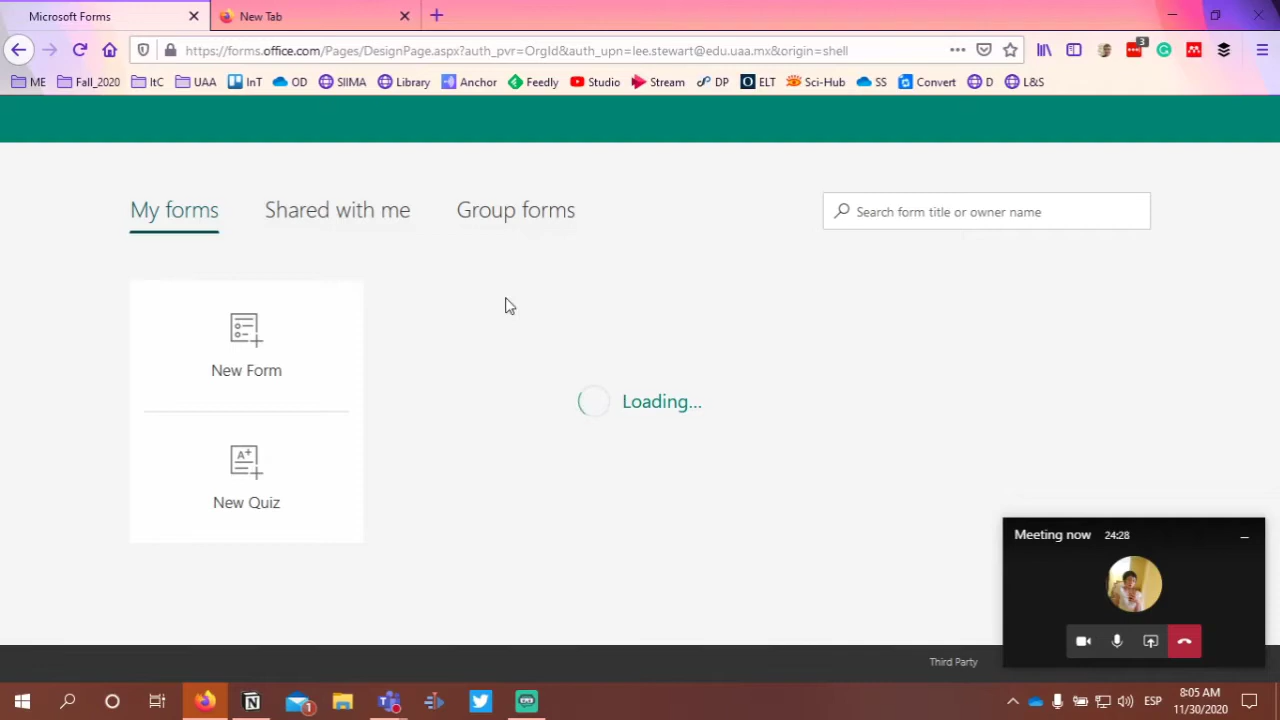 Microsoft Forms
New Tab
https://forms.office.com/Pages/DesignPage.aspx?auth_pvr=OrgId&auth_upn=lee.stewart@edu.uaa.mx&origin=shell
3
ME
Fall_2020
ItC
UAA
InT
OD
SIIMA
Library
Anchor
Feedly
Studio
Stream
DP
ELT
Sci-Hub
SS
Convert
D
L&S
My forms
Shared with me
Group forms
Search form title or owner name
New Form
Loading...
New Quiz
Meeting now 24:28
Third Party
1
ESP
8:05 AM
11/30/2020